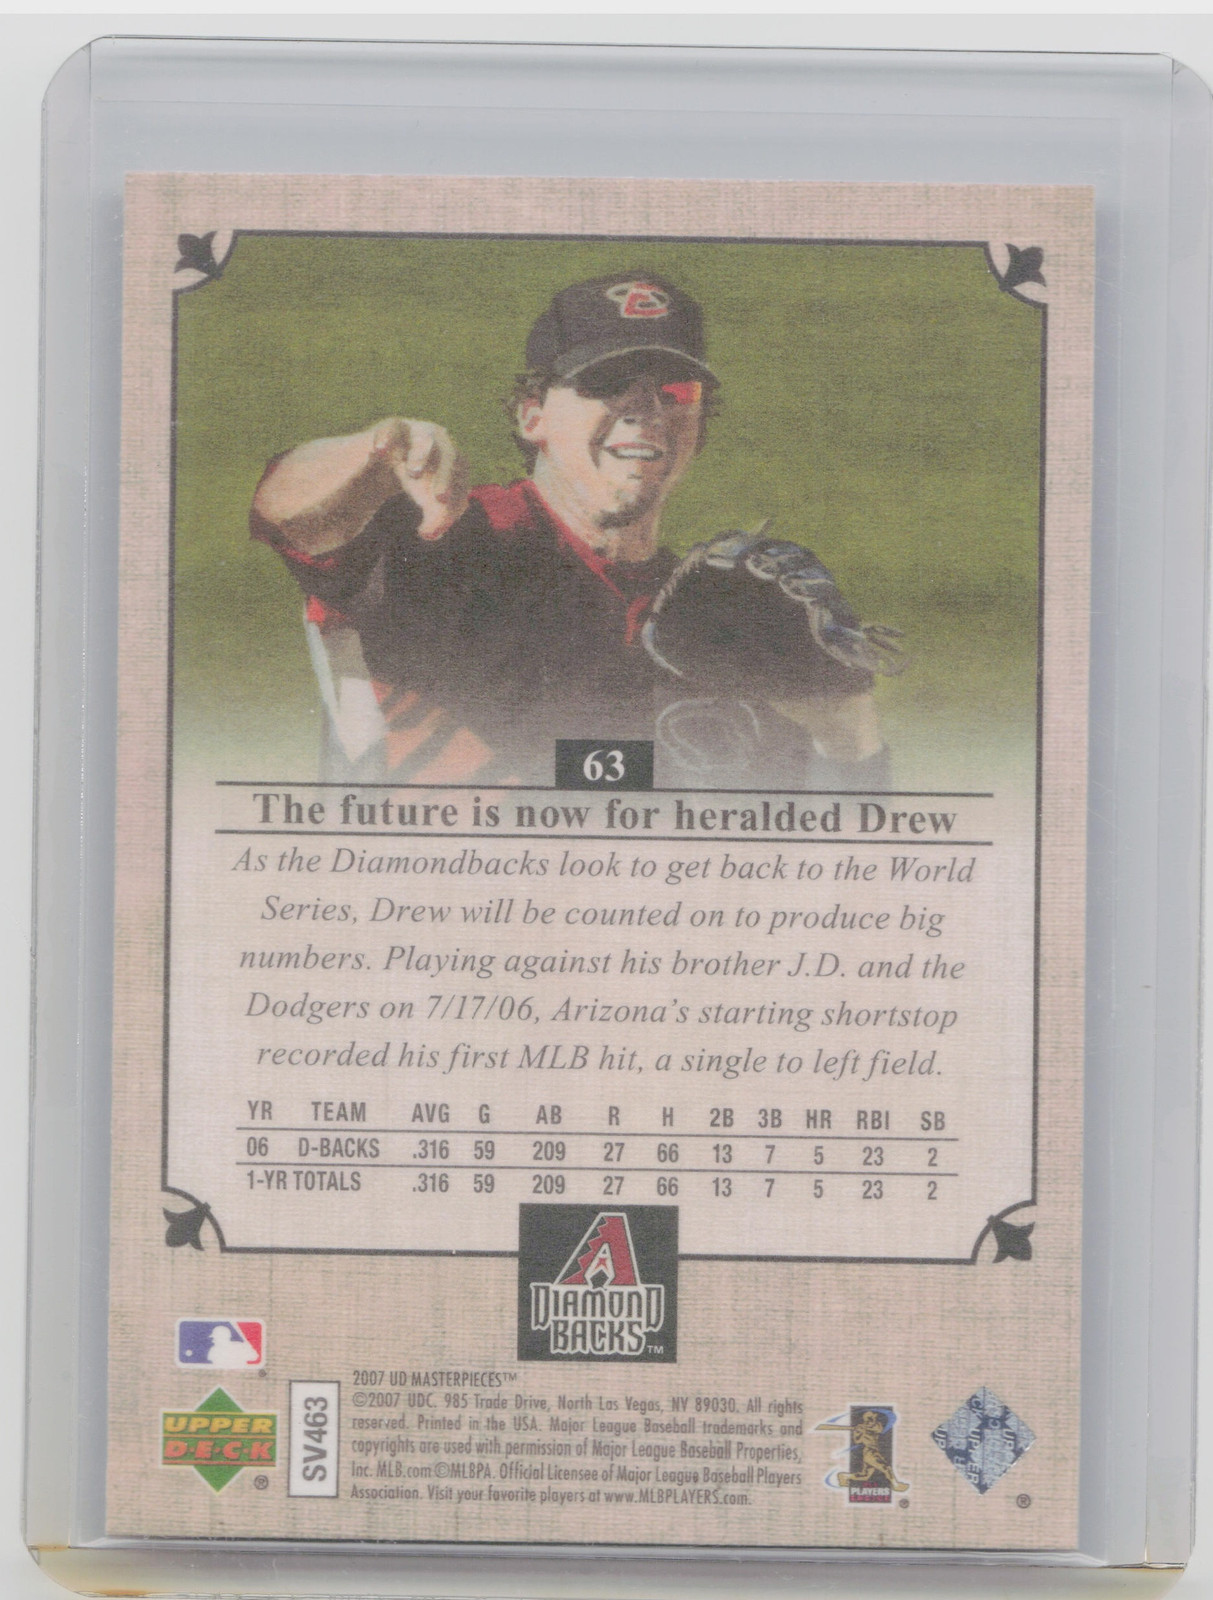 63
The future is now for heralded Drew
As the Diamondbacks look to get back to the World
Series, Drew will be counted on to produce big
numbers. Playing against his brother J.D. and the
Dodgers on 7/17/06, Arizona's starting shortstop
recorded his first MLB hit, a single to left field.
YR TEAM AVG G AB R H 2B 3B HR RBI SB
06 D-BACKS .316 59 209 27 66 13 7 5 23 2
1-YR TOTALS .316 59 209 27 66 13 7 5 23 2
A
DIAMOND
BACKS™
2007 UD MASTERPIECES™
©2007 UDC. 985 Trade Drive, North Las Vegas, NV 89030. All rights
reserved. Printed in the USA. Major League Baseball trademarks and
copyrights are used with permission of Major League Baseball Properties,
Inc. MLB.com ©MLBPA. Official Licensee of Major League Baseball Players
Association. Visit your favorite players at www.MLBPLAYERS.com.
UPPER
D·E·C·K
®
SV463
PLAYERS
®
UPPER
®